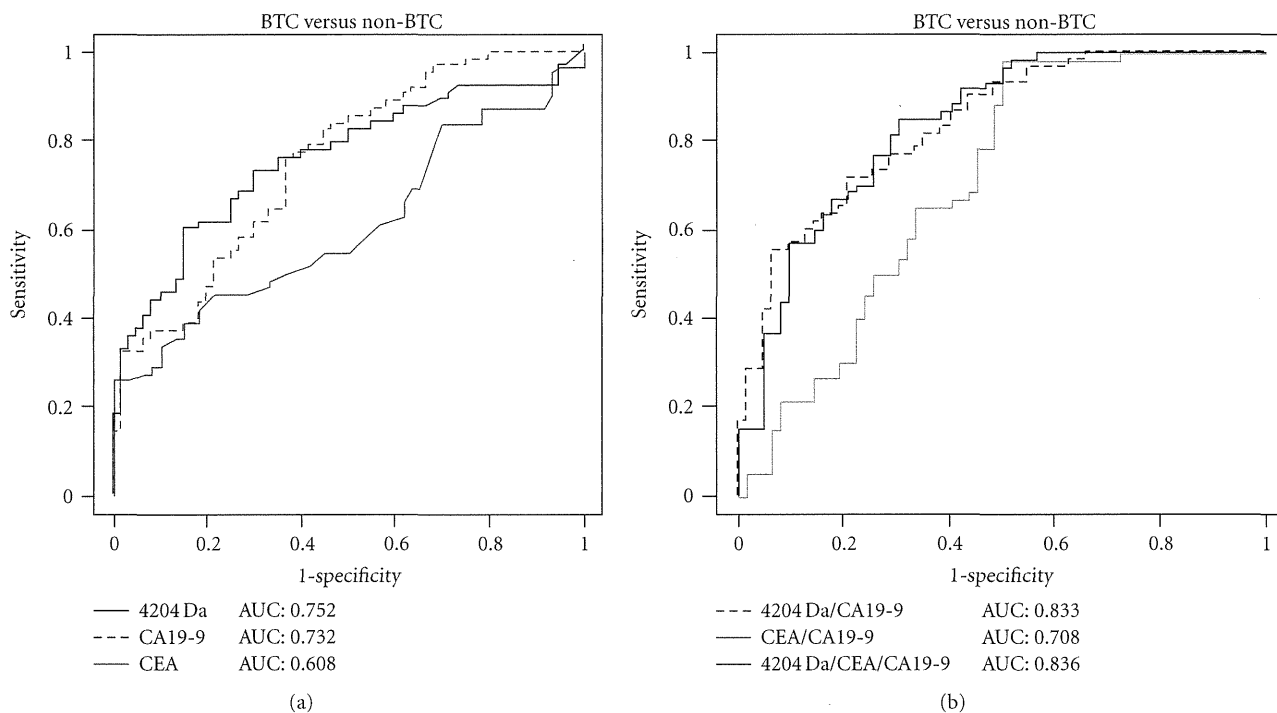 BTC versus non-BTC
1
0.8
0.6
0.4
0.2
0
Sensitivity
0 0.2 0.4 0.6 0.8 1
1-specificity
4204 Da AUC: 0.752
CA19-9 AUC: 0.732
CEA AUC: 0.608
(a)
BTC versus non-BTC
1
0.8
0.6
0.4
0.2
0
Sensitivity
0 0.2 0.4 0.6 0.8 1
1-specificity
4204 Da/CA19-9 AUC: 0.833
CEA/CA19-9 AUC: 0.708
4204 Da/CEA/CA19-9 AUC: 0.836
(b)